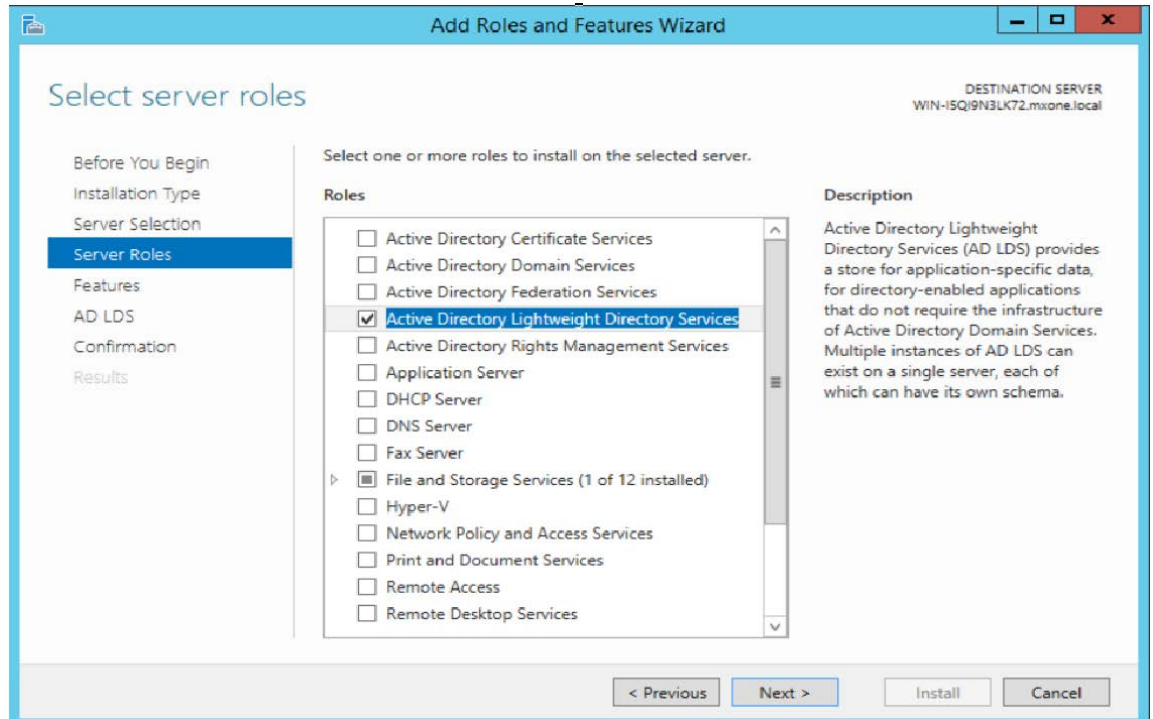 Add Roles and Features Wizard
Select server roles
DESTINATION SERVER
WIN-I5QI9N3LK72.mxone.local
Before You Begin
Installation Type
Server Selection
Server Roles
Features
AD LDS
Confirmation
Results
Select one or more roles to install on the selected server.
Roles
Active Directory Certificate Services
Active Directory Domain Services
Active Directory Federation Services
Active Directory Lightweight Directory Services
Active Directory Rights Management Services
Application Server
DHCP Server
DNS Server
Fax Server
File and Storage Services (1 of 12 installed)
Hyper-V
Network Policy and Access Services
Print and Document Services
Remote Access
Remote Desktop Services
Description
Active Directory Lightweight
Directory Services (AD LDS) provides
a store for application-specific data,
for directory-enabled applications
that do not require the infrastructure
of Active Directory Domain Services.
Multiple instances of AD LDS can
exist on a single server, each of
which can have its own schema.
< Previous
Next >
Install
Cancel